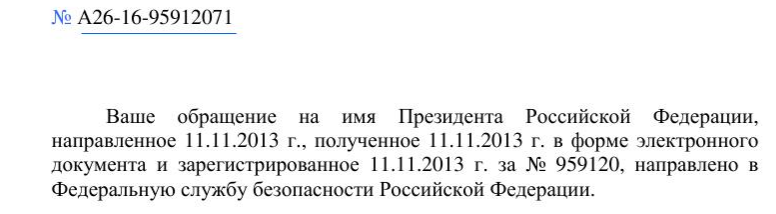 № А26-16-95912071
Ваше обращение на имя Президента Российской Федерации,
направленное 11.11.2013 г., полученное 11.11.2013 г. в форме электронного
документа и зарегистрированное 11.11.2013 г. за № 959120, направлено в
Федеральную службу безопасности Российской Федерации.